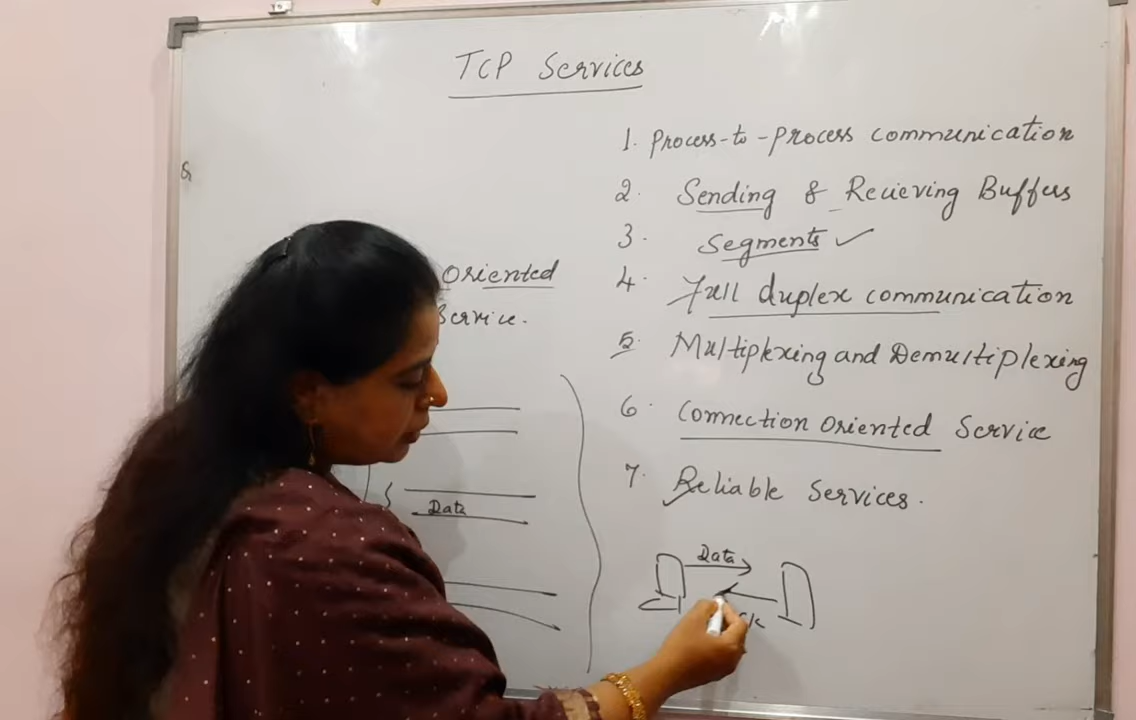 TCP Services
1. Process-to-process communication
2. Sending & Recieving Buffers
3. Segments ✓
4. Full duplex communication
5. Multiplexing and Demultiplexing
6. Connection Oriented Service
7. Reliable Services.
Oriented
Service.
Data
Data